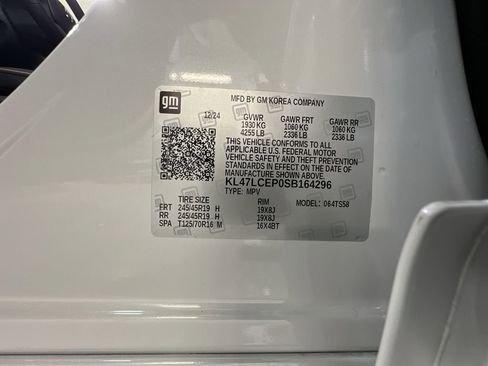 gm
MFD BY GM KOREA COMPANY
12/24 GVWR GAWR FRT GAWR RR
1930 KG 1060 KG 1060 KG
4255 LB 2336 LB 2336 LB
THIS VEHICLE CONFORMS TO ALL
APPLICABLE U.S. FEDERAL MOTOR
VEHICLE SAFETY AND THEFT PREVENTION
STANDARDS IN EFFECT ON THE DATE OF
MANUFACTURE SHOWN ABOVE.
KL47LCEP0SB164296
TYPE: MPV
TIRE SIZE RIM MODEL: 064TS58
FRT 245/45R19 H 19X8J
RR 245/45R19 H 19X8J
SPA T125/70R16 M 16X4BT